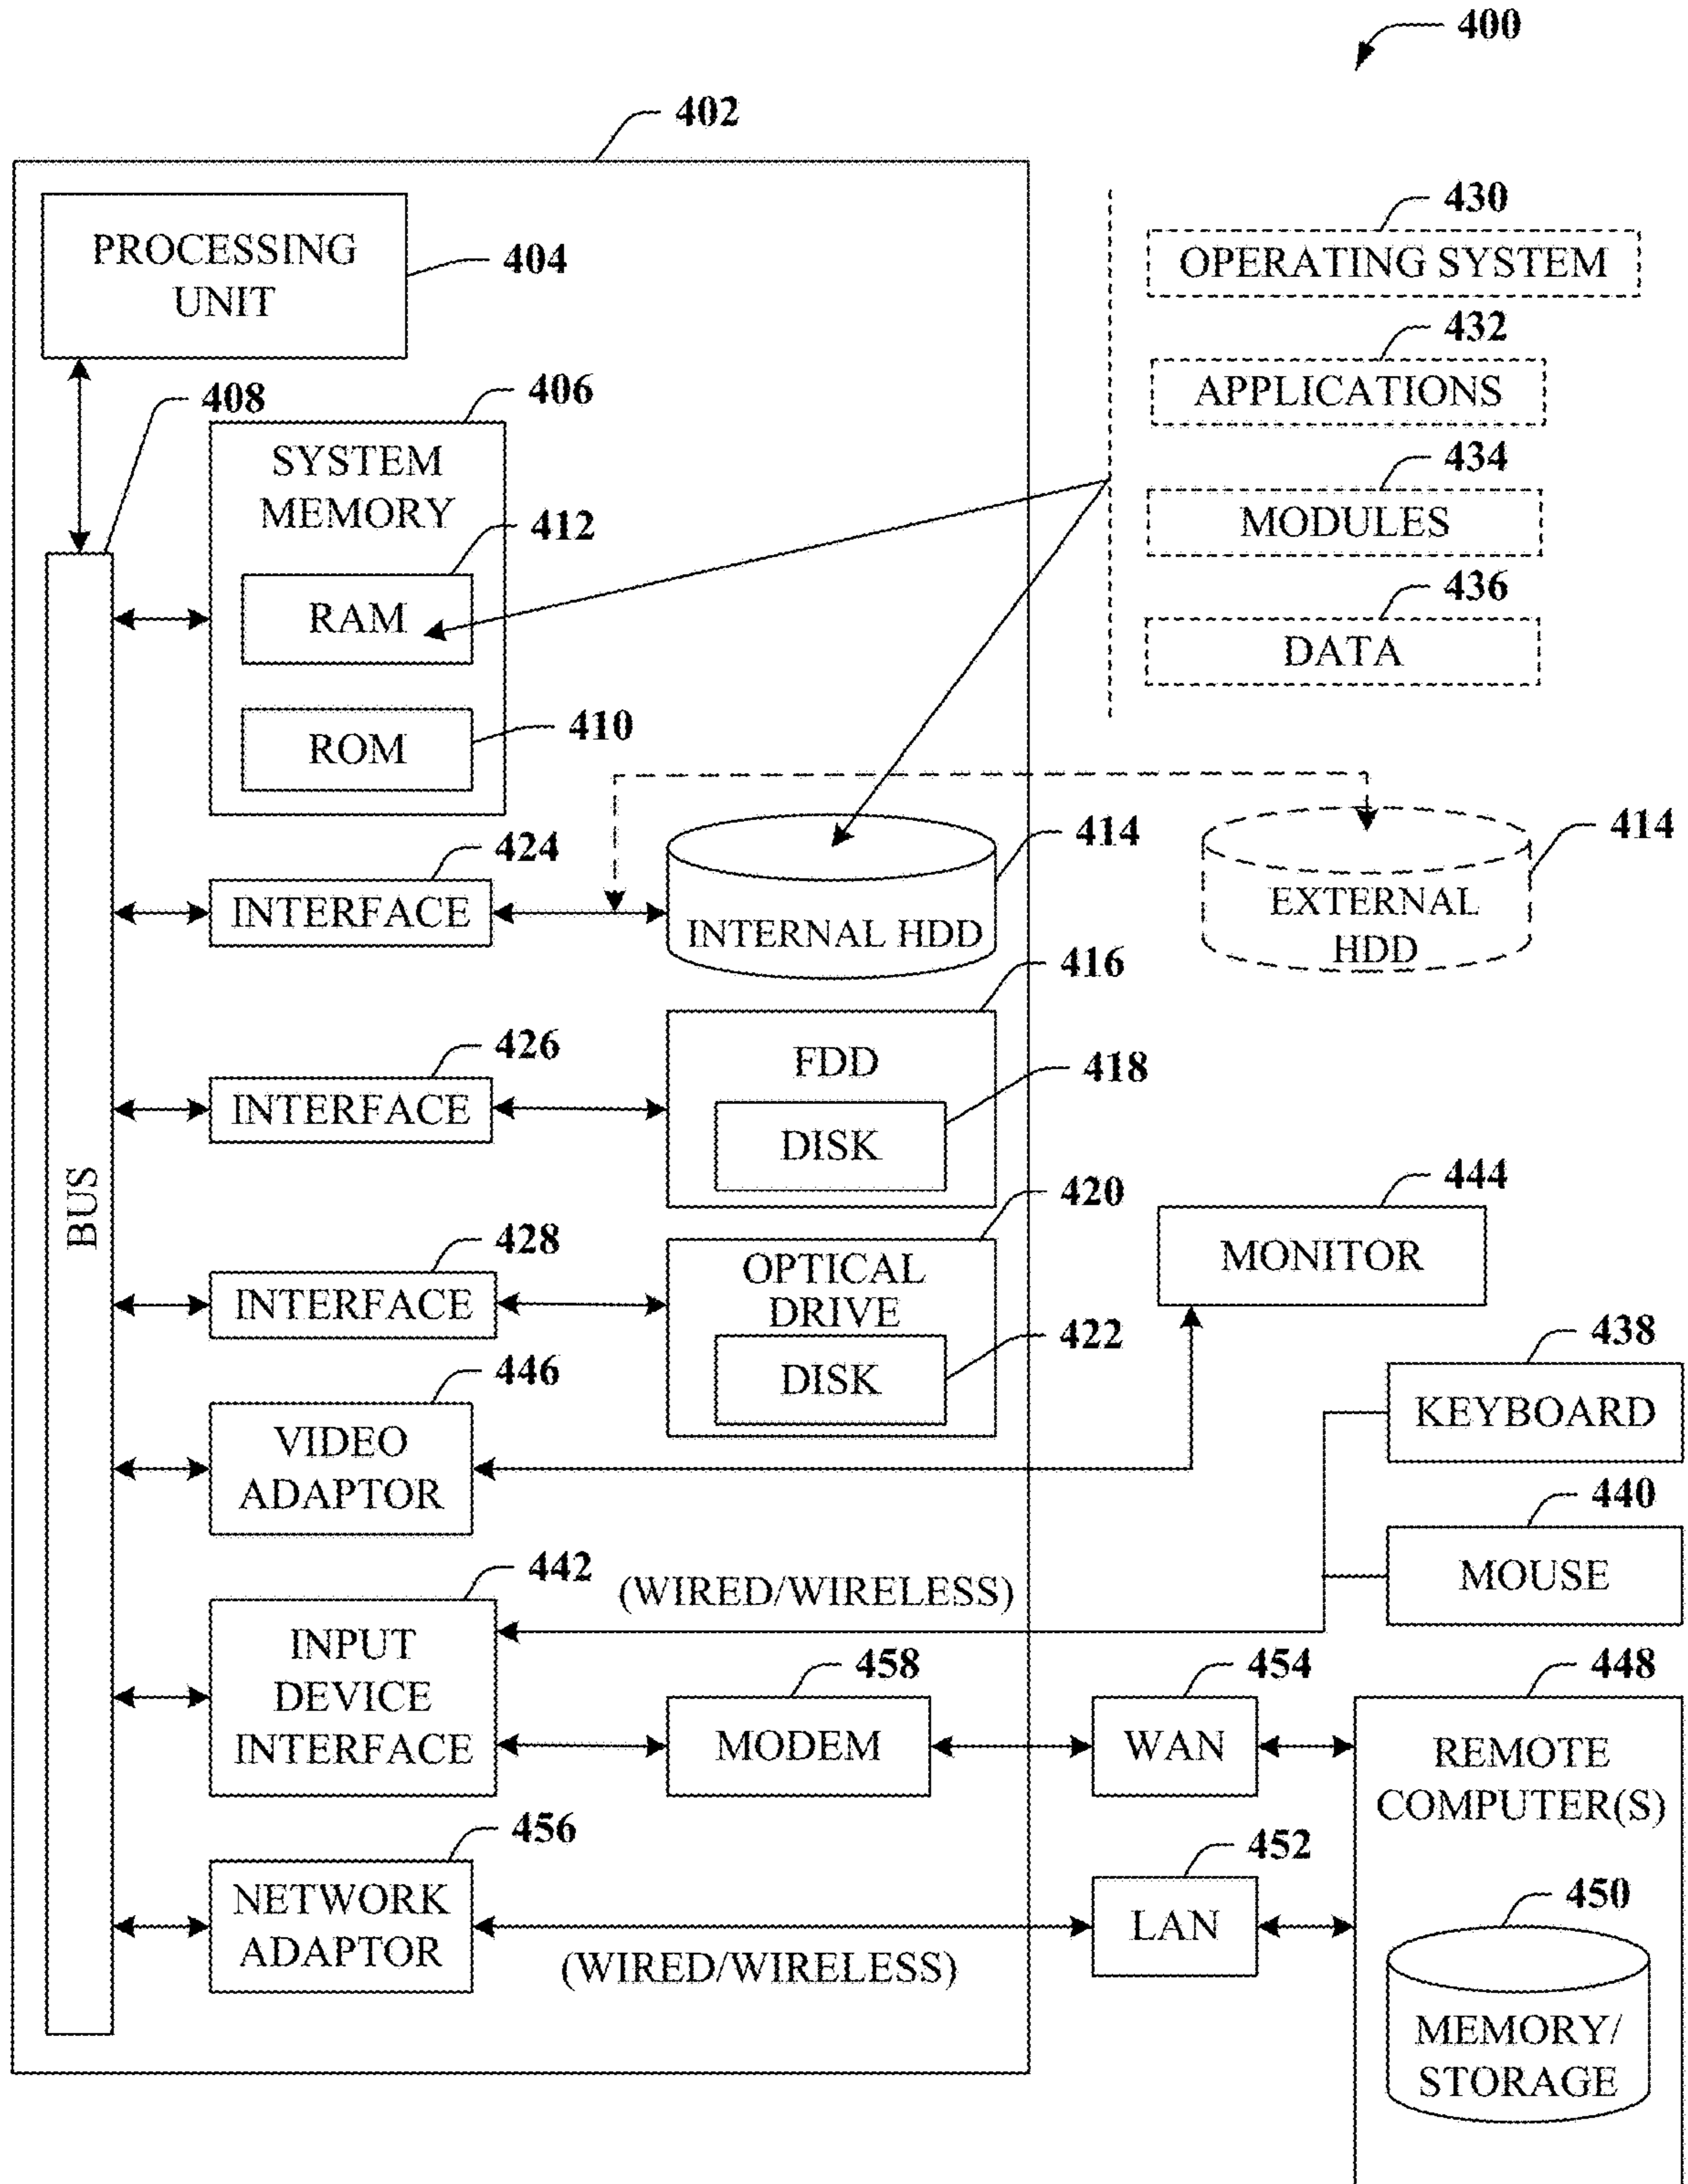 400
402
PROCESSING
UNIT
404
430
OPERATING SYSTEM
432
APPLICATIONS
434
MODULES
436
DATA
408
406
SYSTEM
MEMORY
412
RAM
410
ROM
BUS
424
INTERFACE
414
INTERNAL HDD
414
EXTERNAL
HDD
426
INTERFACE
416
FDD
418
DISK
428
INTERFACE
420
OPTICAL
DRIVE
422
DISK
444
MONITOR
446
VIDEO
ADAPTOR
438
KEYBOARD
440
MOUSE
442
INPUT
DEVICE
INTERFACE
(WIRED/WIRELESS)
458
MODEM
454
WAN
448
REMOTE
COMPUTER(S)
456
NETWORK
ADAPTOR
(WIRED/WIRELESS)
452
LAN
450
MEMORY/
STORAGE